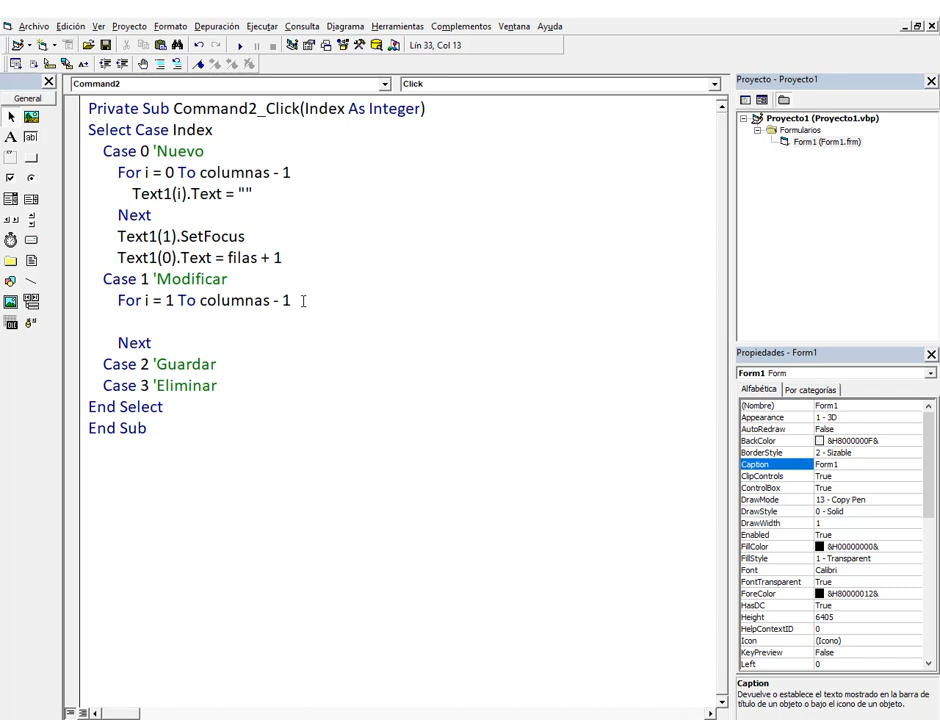 Archivo Edición Ver Proyecto Formato Depuración Ejecutar Consulta Diagrama Herramientas Complementos Ventana Ayuda
Lín 33, Col 13
General
Command2 Click
Private Sub Command2_Click(Index As Integer)
Select Case Index
Case 0 'Nuevo
For i = 0 To columnas - 1
Text1(i).Text = ""
Next
Text1(1).SetFocus
Text1(0).Text = filas + 1
Case 1 'Modificar
For i = 1 To columnas - 1
Next
Case 2 'Guardar
Case 3 'Eliminar
End Select
End Sub
Proyecto - Proyecto1
Proyecto1 (Proyecto1.vbp)
Formularios
Form1 (Form1.frm)
Propiedades - Form1
Form1 Form
Alfabética Por categorías
(Nombre) Form1
Appearance 1 - 3D
AutoRedraw False
BackColor &H8000000F&
BorderStyle 2 - Sizable
Caption Form1
ClipControls True
ControlBox True
DrawMode 13 - Copy Pen
DrawStyle 0 - Solid
DrawWidth 1
Enabled True
FillColor &H00000000&
FillStyle 1 - Transparent
Font Calibri
FontTransparent True
ForeColor &H80000012&
HasDC True
Height 6405
HelpContextID 0
Icon (Icono)
KeyPreview False
Left 0
Caption
Devuelve o establece el texto mostrado en la barra de
título de un objeto o bajo el icono de un objeto.